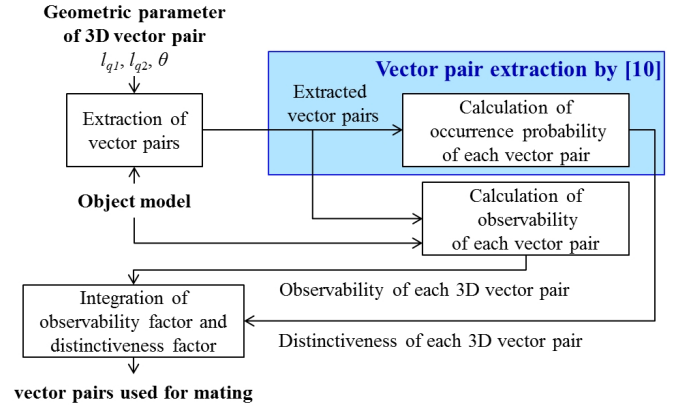 Geometric parameter
of 3D vector pair
lq1, lq2, θ
Vector pair extraction by [10]
Extraction of
vector pairs
Extracted
vector pairs
Calculation of
occurrence probability
of each vector pair
Object model
Calculation of
observability
of each vector pair
Integration of
observability factor and
distinctiveness factor
Observability of each 3D vector pair
Distinctiveness of each 3D vector pair
vector pairs used for mating